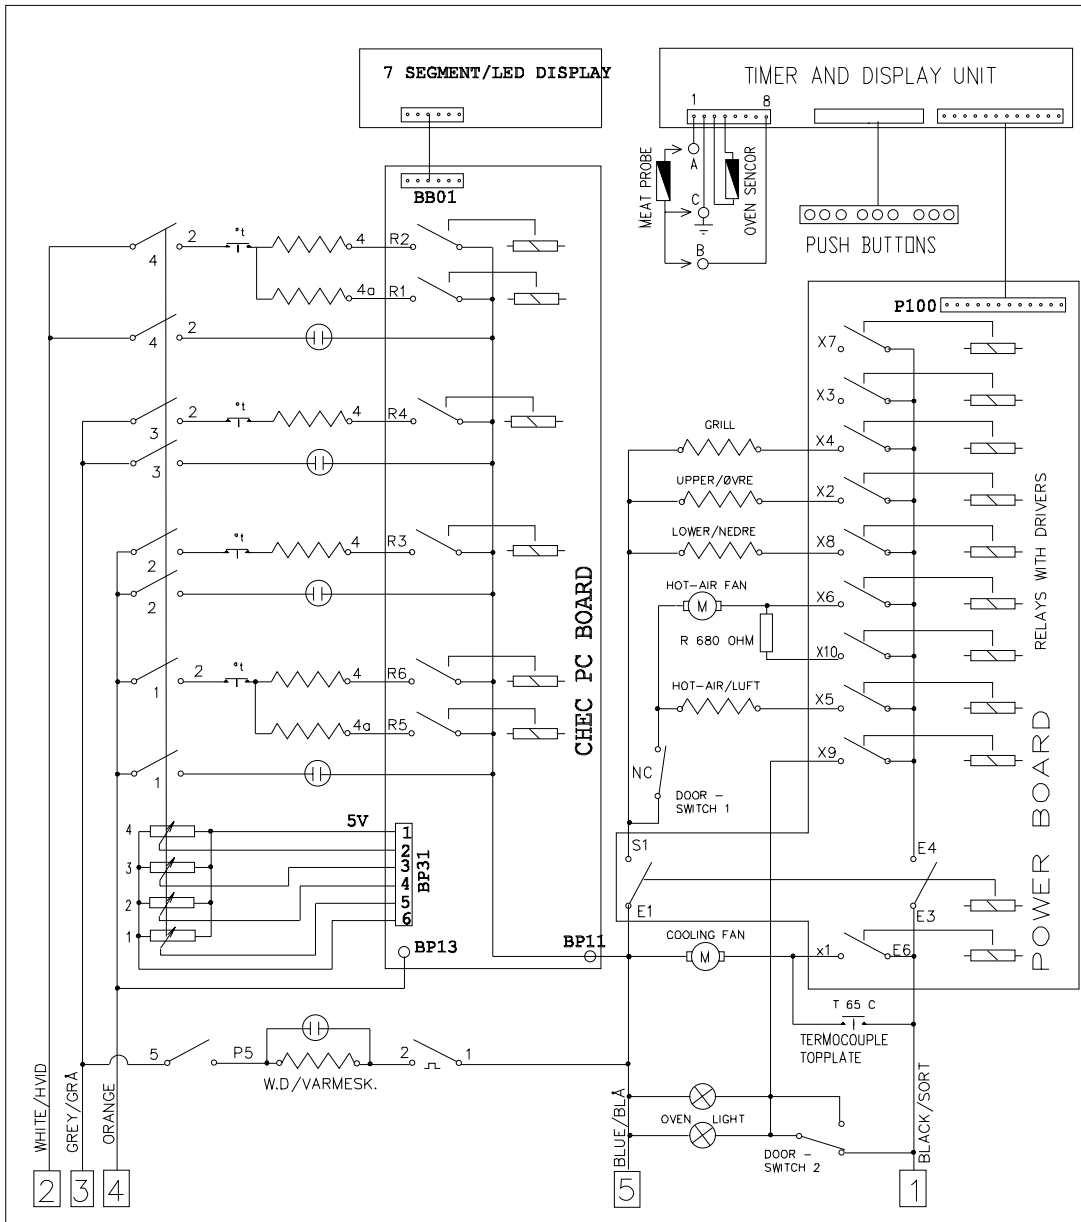 7 SEGMENT/LED DISPLAY
TIMER AND DISPLAY UNIT
1
8
MEAT PROBE
A
C
B
OVEN SENCOR
PUSH BUTTONS
BB01
P100
4
2
°t
4
R2
4a
R1
4
2
3
2
°t
4
R4
3
2
°t
4
R3
2
1
2
°t
4
R6
4a
R5
1
CHEC PC BOARD
X7
X3
GRILL
X4
UPPER/ØVRE
X2
LOWER/NEDRE
X8
HOT-AIR FAN
M
X6
R 680 OHM
X10
HOT-AIR/LUFT
X5
X9
NC
DOOR -
SWITCH 1
RELAYS WITH DRIVERS
POWER BOARD
S1
E1
E4
E3
4
3
2
1
5V
1
2
3
4
5
6
BP31
BP13
BP11
COOLING FAN
M
x1
E6
T 65 C
TERMOCOUPLE
TOPPLATE
5
P5
2
1
W.D/VARMESK.
OVEN LIGHT
DOOR -
SWITCH 2
WHITE/HVID
GREY/GRÅ
ORANGE
BLUE/BLÅ
BLACK/SORT
2
3
4
5
1